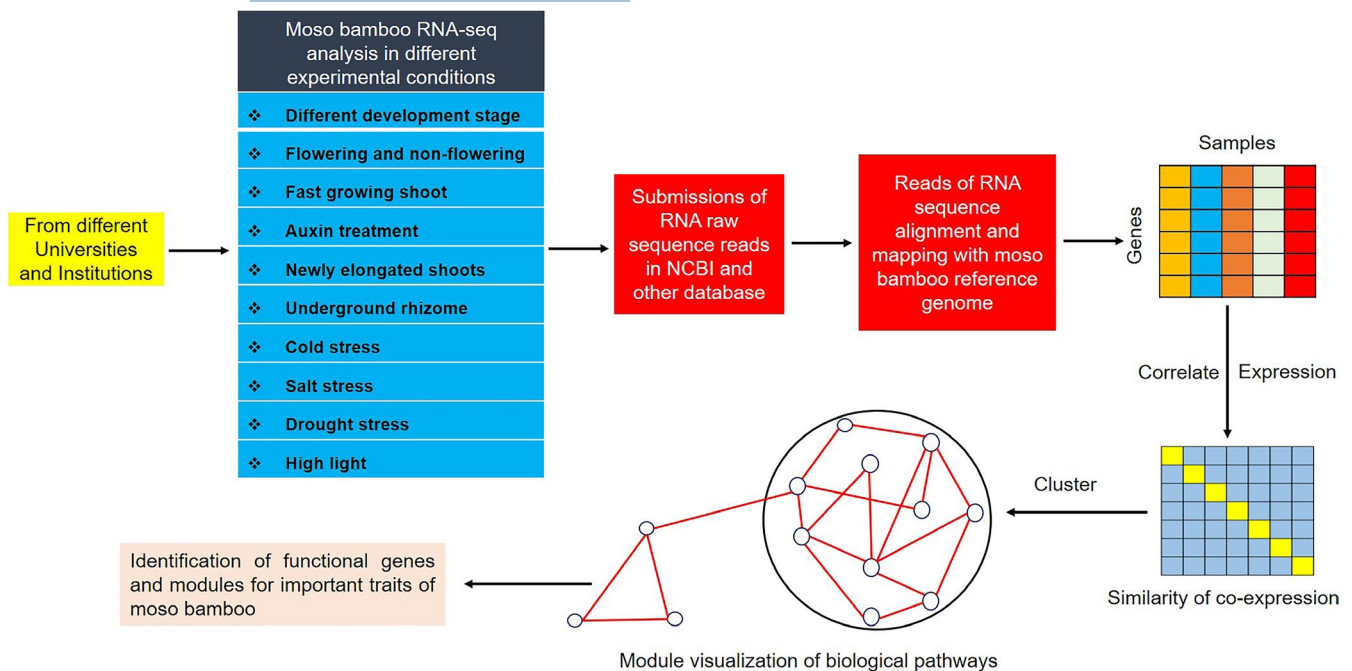 Moso bamboo RNA-seq
analysis in different
experimental conditions
❖ Different development stage
❖ Flowering and non-flowering
❖ Fast growing shoot
❖ Auxin treatment
❖ Newly elongated shoots
❖ Underground rhizome
❖ Cold stress
❖ Salt stress
❖ Drought stress
❖ High light
From different
Universities
and Institutions
Submissions of
RNA raw
sequence reads
in NCBI and
other database
Reads of RNA
sequence
alignment and
mapping with moso
bamboo reference
genome
Samples
Genes
Correlate Expression
Similarity of co-expression
Cluster
Module visualization of biological pathways
Identification of functional genes
and modules for important traits of
moso bamboo